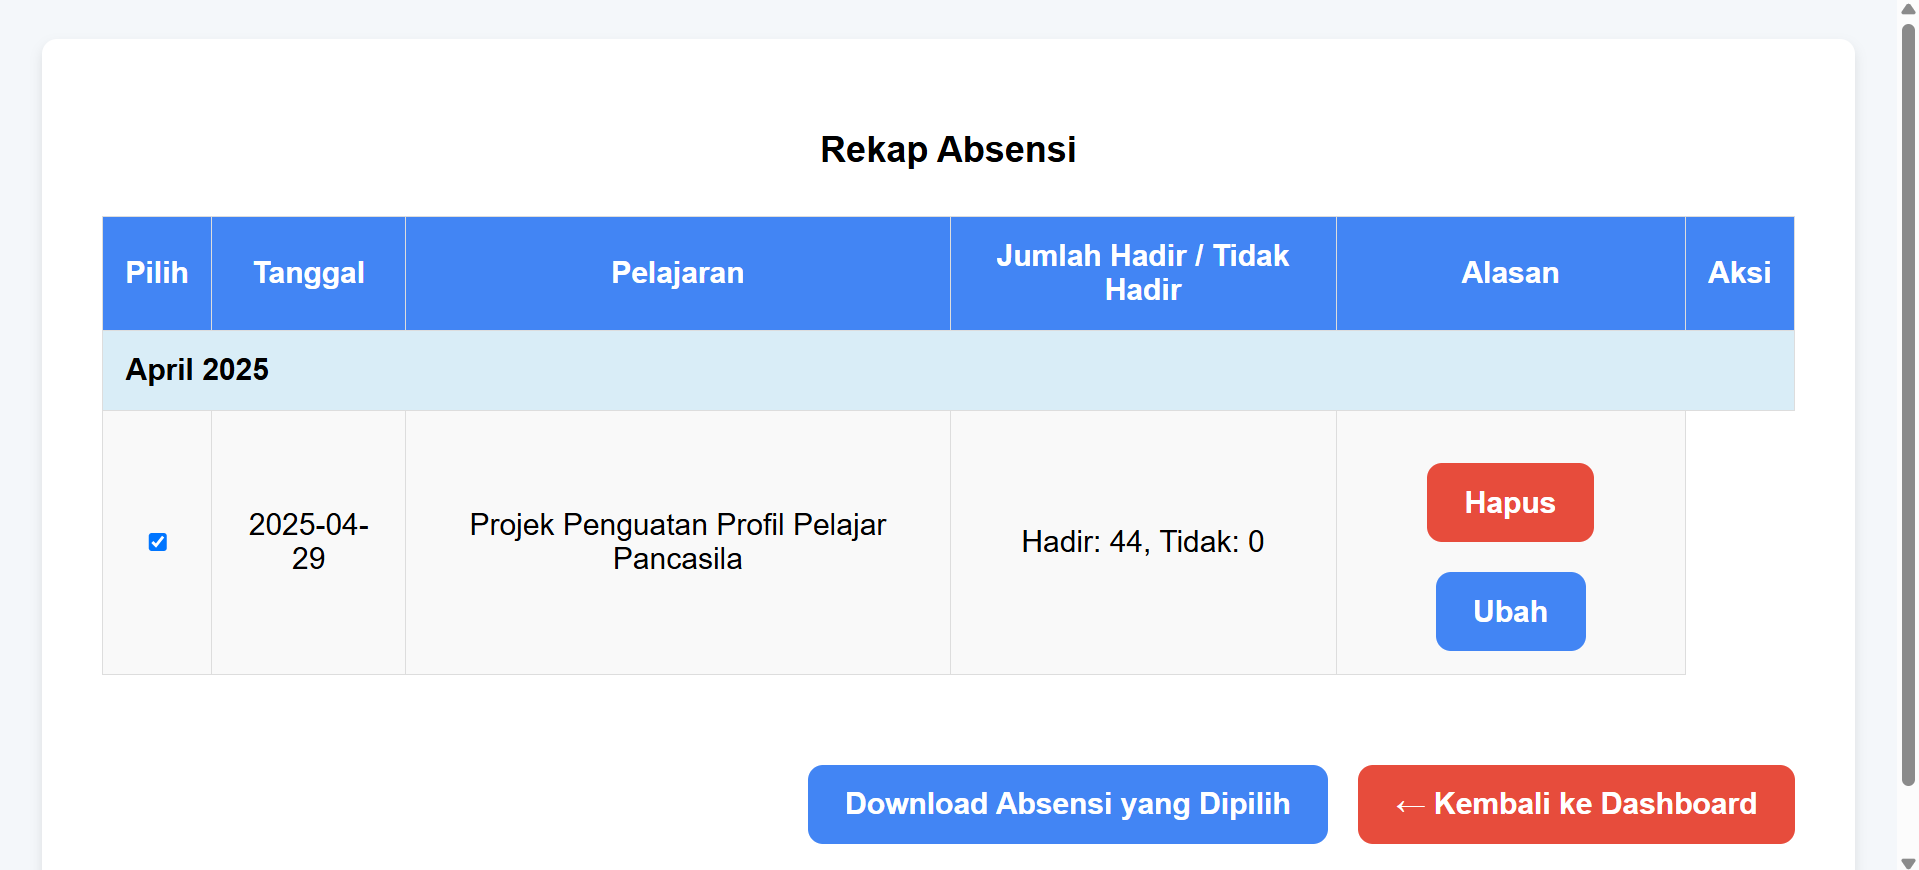 Rekap Absensi
Pilih
Tanggal
Pelajaran
Jumlah Hadir / Tidak
Hadir
Alasan
Aksi
April 2025
2025-04-
29
Projek Penguatan Profil Pelajar
Pancasila
Hadir: 44, Tidak: 0
Hapus
Ubah
Download Absensi yang Dipilih
← Kembali ke Dashboard